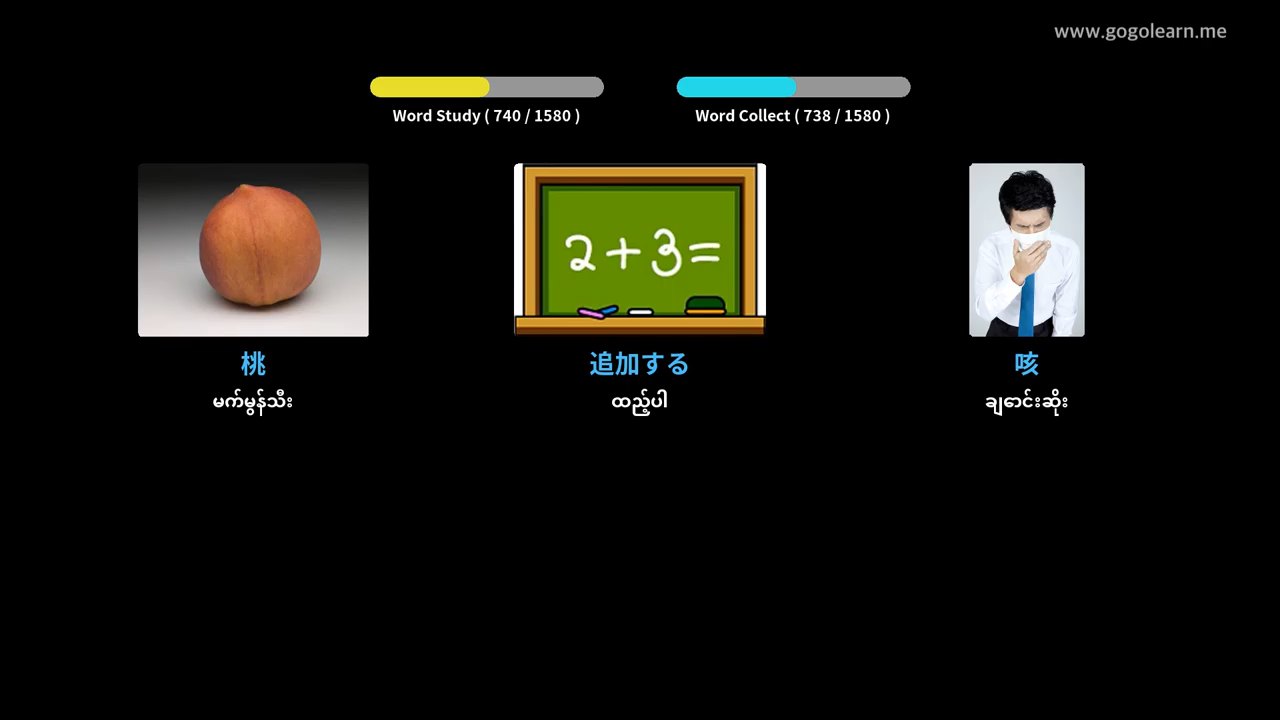 www.gogolearn.me
Word Study ( 740 / 1580 )
Word Collect ( 738 / 1580 )
2+3=
桃
追加する
咳
မက်မွန်သီး
ထည့်ပါ
ချောင်းဆိုး